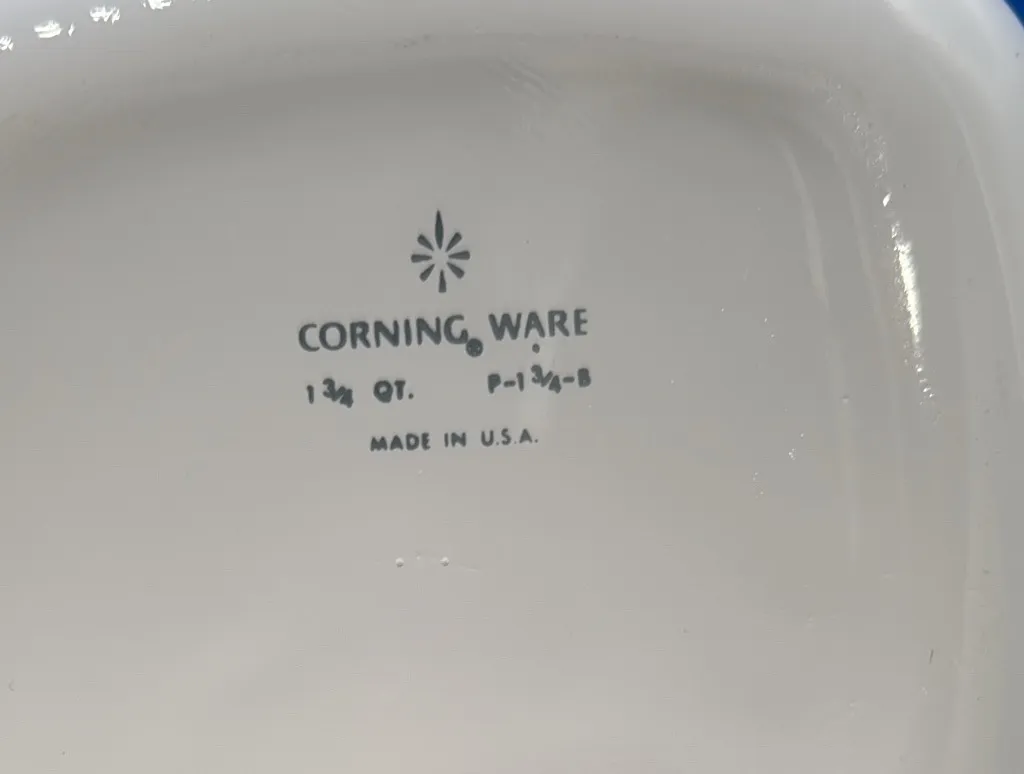 CORNING® WARE
1 3/4 QT. P-1 3/4-B
MADE IN U.S.A.